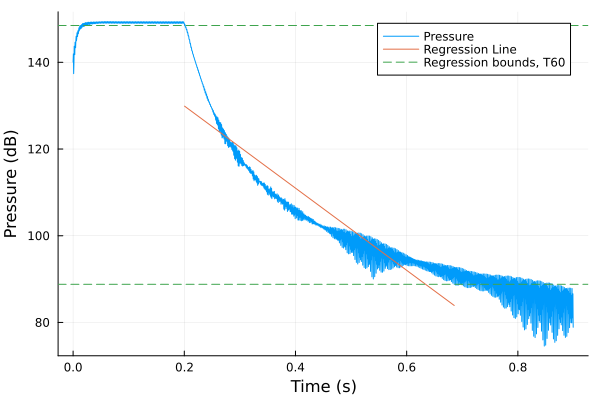 Pressure
Regression Line
Regression bounds, T60
Pressure (dB)
140
120
100
80
0.0
0.2
0.4
0.6
0.8
Time (s)